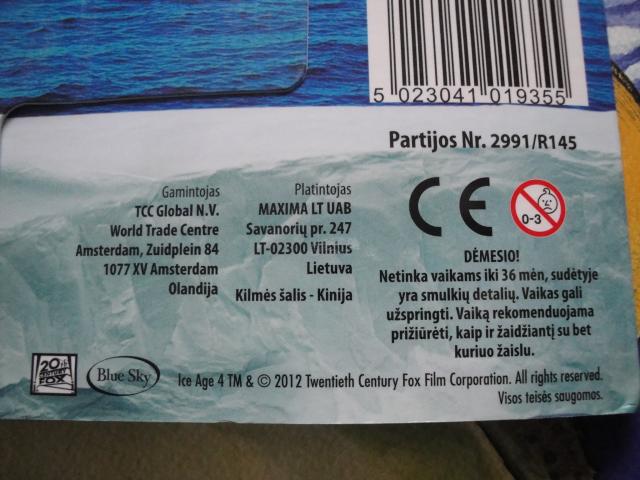 5 023041 019355
Partijos Nr. 2991/R145
Gamintojas
TCC Global N.V.
World Trade Centre
Amsterdam, Zuidplein 84
1077 XV Amsterdam
Olandija
Platintojas
MAXIMA LT UAB
Savanorių pr. 247
LT-02300 Vilnius
Lietuva
Kilmės šalis - Kinija
CE
0-3
DĖMESIO!
Netinka vaikams iki 36 mėn, sudėtyje
yra smulkių detalių. Vaikas gali
užspringti. Vaiką rekomenduojama
prižiūrėti, kaip ir žaidžiantį su bet
kuriuo žaislu.
20th
CENTURY
FOX
Blue Sky
Ice Age 4 TM & © 2012 Twentieth Century Fox Film Corporation. All rights reserved.
Visos teisės saugomos.